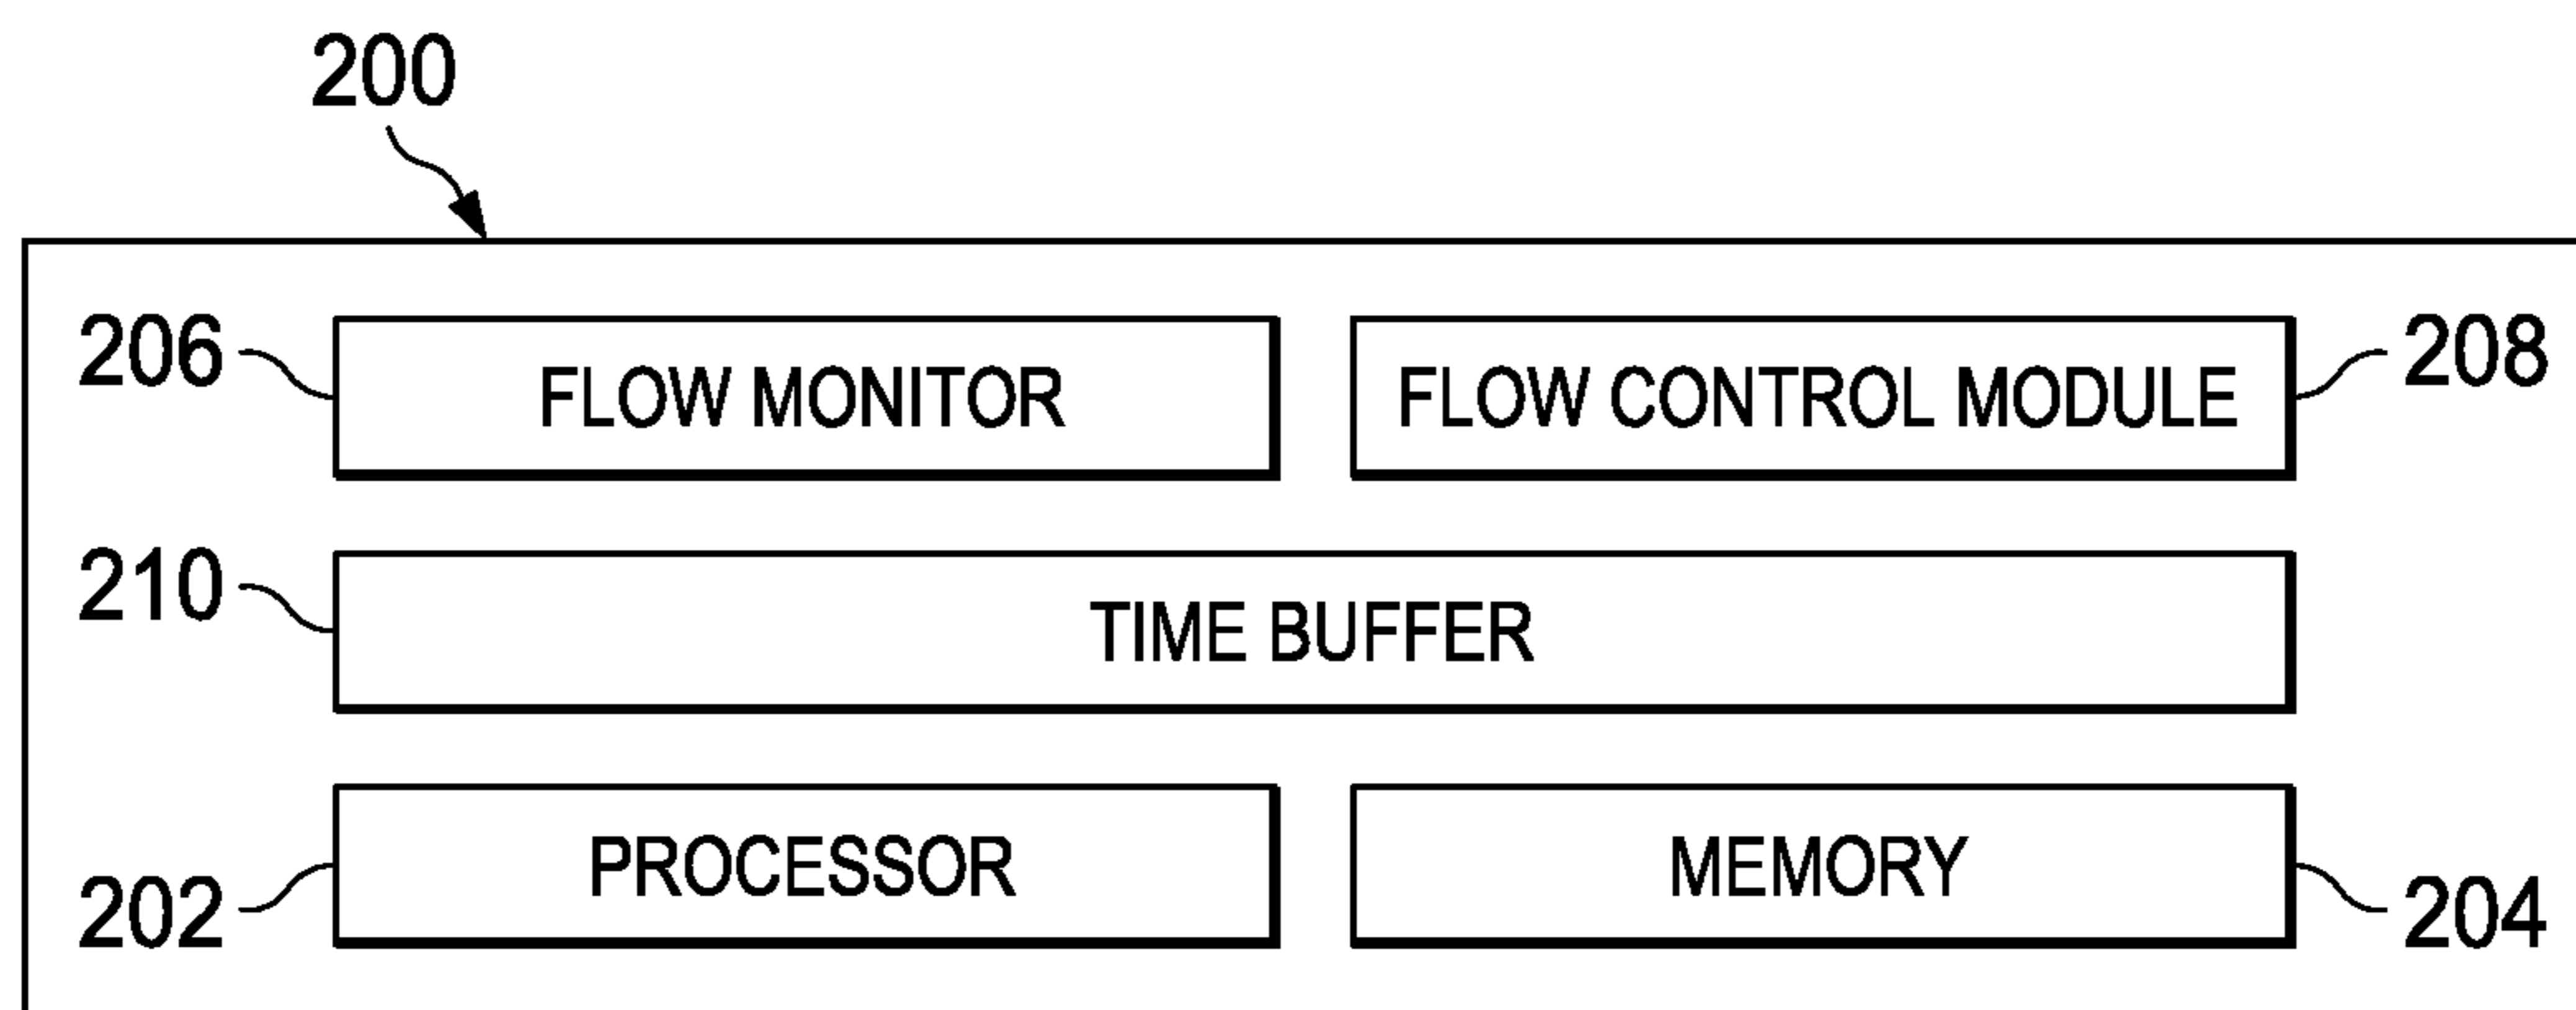 200
206 FLOW MONITOR FLOW CONTROL MODULE 208
210 TIME BUFFER
202 PROCESSOR MEMORY 204